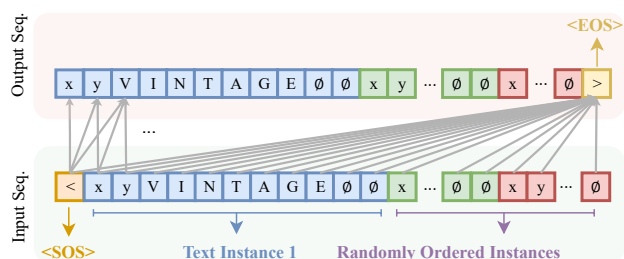 <EOS>
Output Seq.
x y V I N T A G E ∅ ∅ x y ... ∅ ∅ x ... ∅ >
...
Input Seq.
< x y V I N T A G E ∅ ∅ x ... ∅ ∅ x y ... ∅
<SOS> Text Instance 1 Randomly Ordered Instances